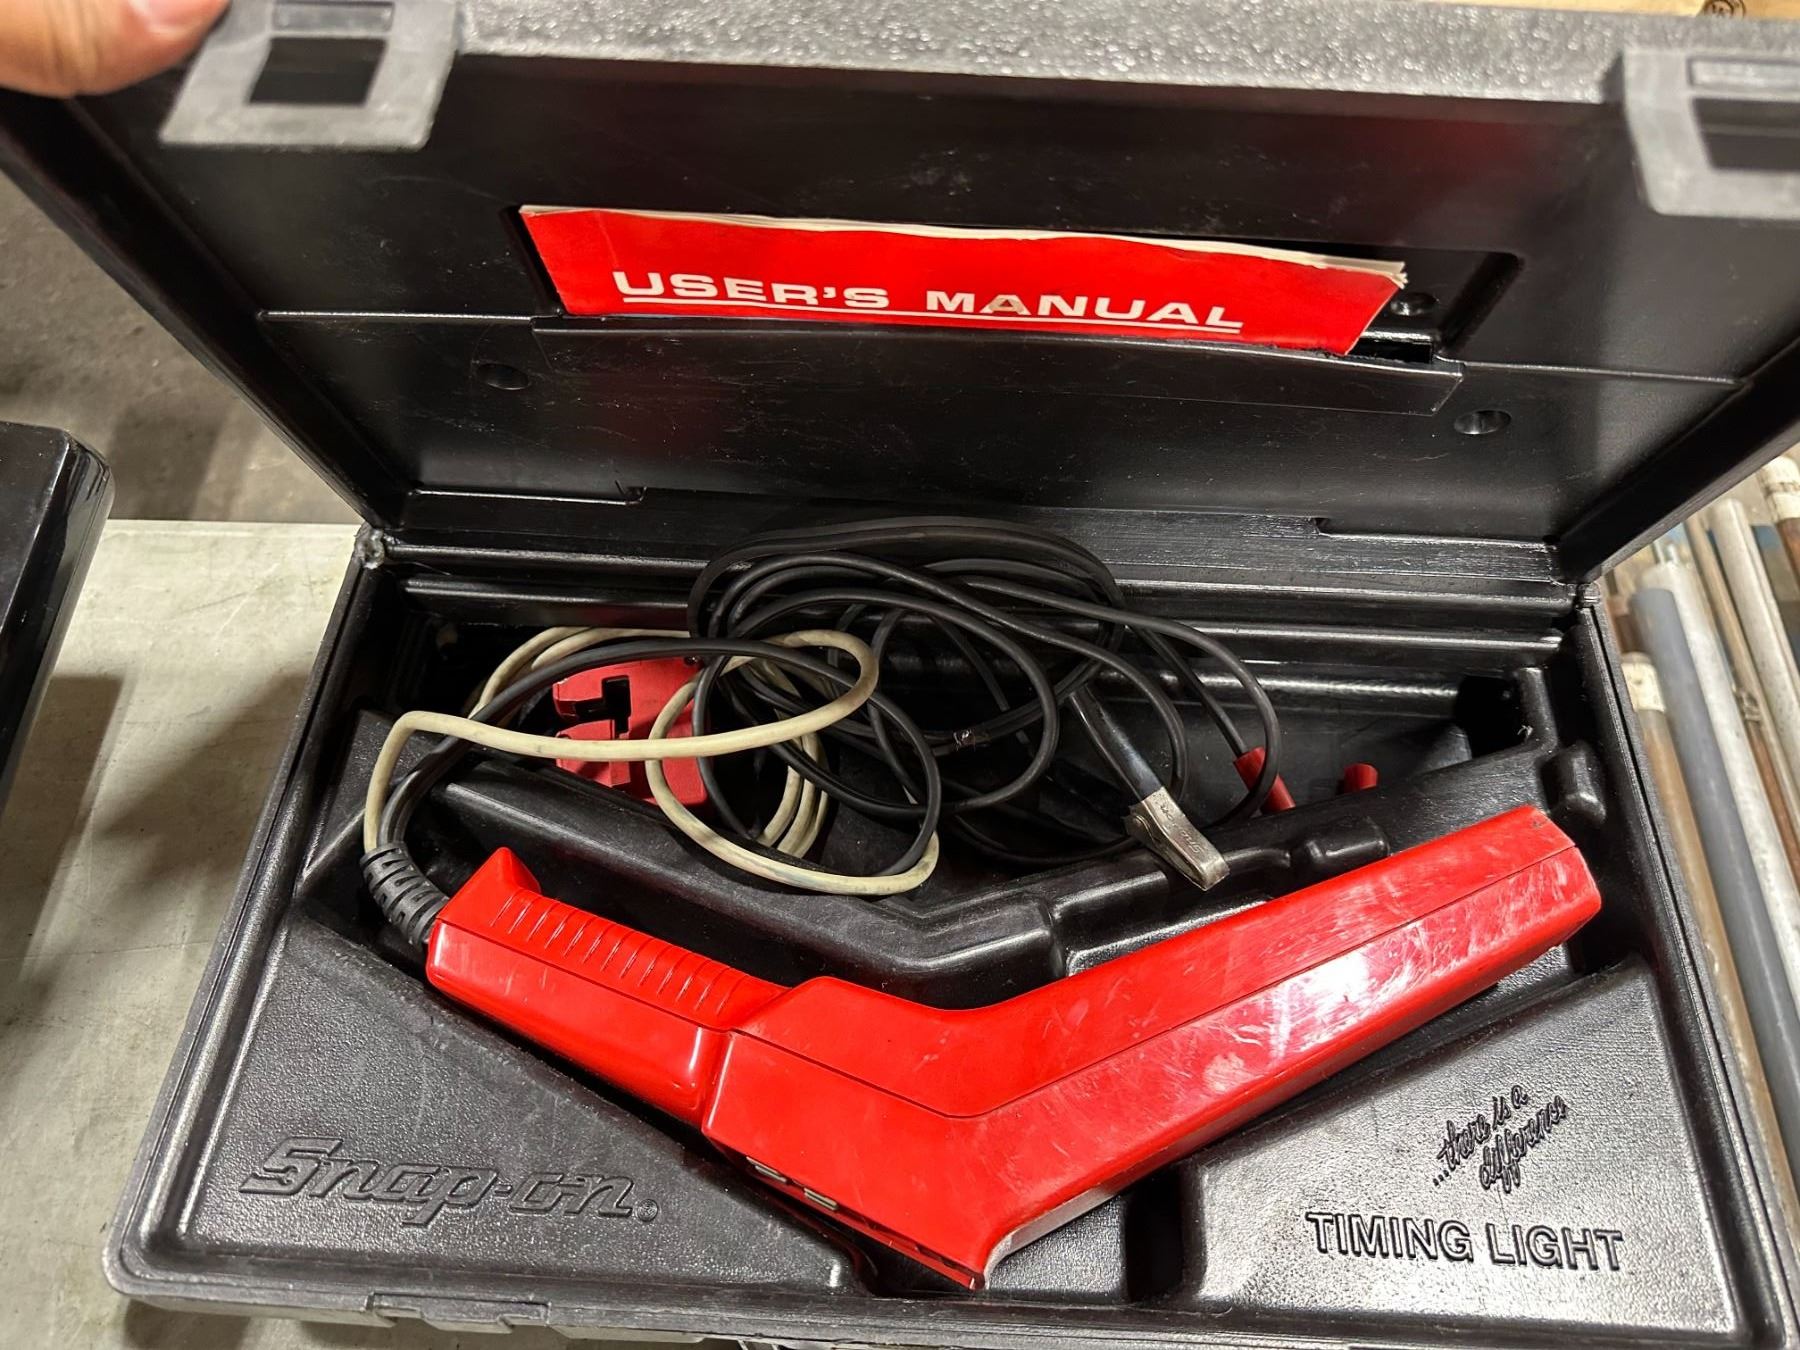 USER'S MANUAL
Snap-on®
...there is a
difference
TIMING LIGHT